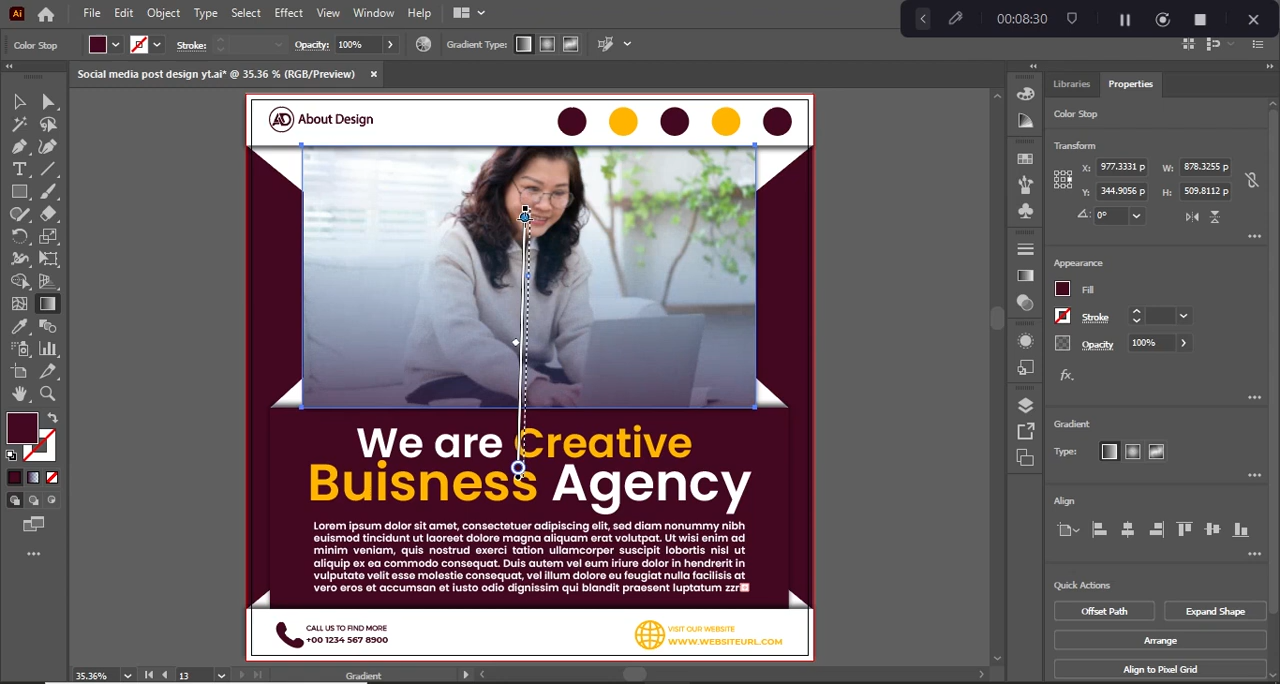 Ai File Edit Object Type Select Effect View Window Help 00:08:30
Color Stop Stroke: Opacity: 100% Gradient Type:
Social media post design yt.ai* @ 35.36 % (RGB/Preview)
Libraries Properties
Color Stop
Transform
X: 977.3331 p W: 878.3255 p
Y: 344.9056 p H: 509.8112 p
0°
Appearance
Fill
Stroke
Opacity 100%
fx.
Gradient
Type:
Align
Quick Actions
Offset Path Expand Shape
Arrange
Align to Pixel Grid
AD About Design
We are Creative
Buisness Agency
Lorem ipsum dolor sit amet, consectetuer adipiscing elit, sed diam nonummy nibh
euismod tincidunt ut laoreet dolore magna aliquam erat volutpat. Ut wisi enim ad
minim veniam, quis nostrud exerci tation ullamcorper suscipit lobortis nisl ut
aliquip ex ea commodo consequat. Duis autem vel eum iriure dolor in hendrerit in
vulputate velit esse molestie consequat, vel illum dolore eu feugiat nulla facilisis at
vero eros et accumsan et iusto odio dignissim qui blandit praesent luptatum zzr
CALL US TO FIND MORE
+00 1234 567 8900
VISIT OUR WEBSITE
WWW.WEBSITEURL.COM
35.36% 13 Gradient